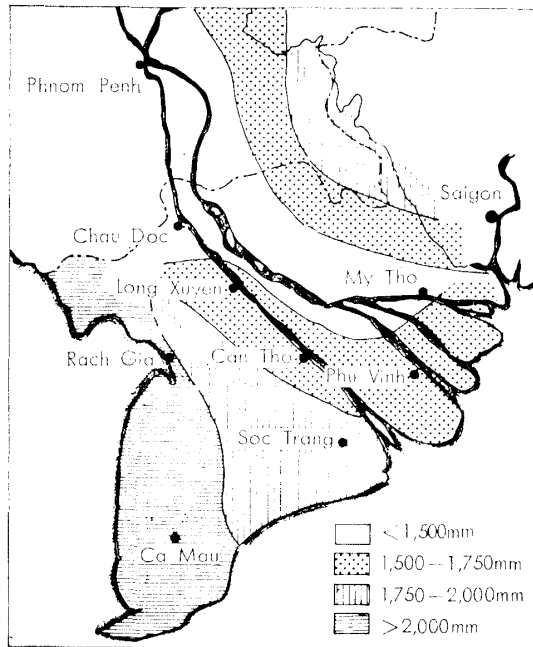 Phnom Penh
Saigon
Chau Doc
My Tho
Long Xuyen
Rach Gia
Can Tho
Phu Vinh
Soc Trang
Ca Mau
< 1,500mm
1,500 — 1,750mm
1,750 — 2,000mm
> 2,000mm